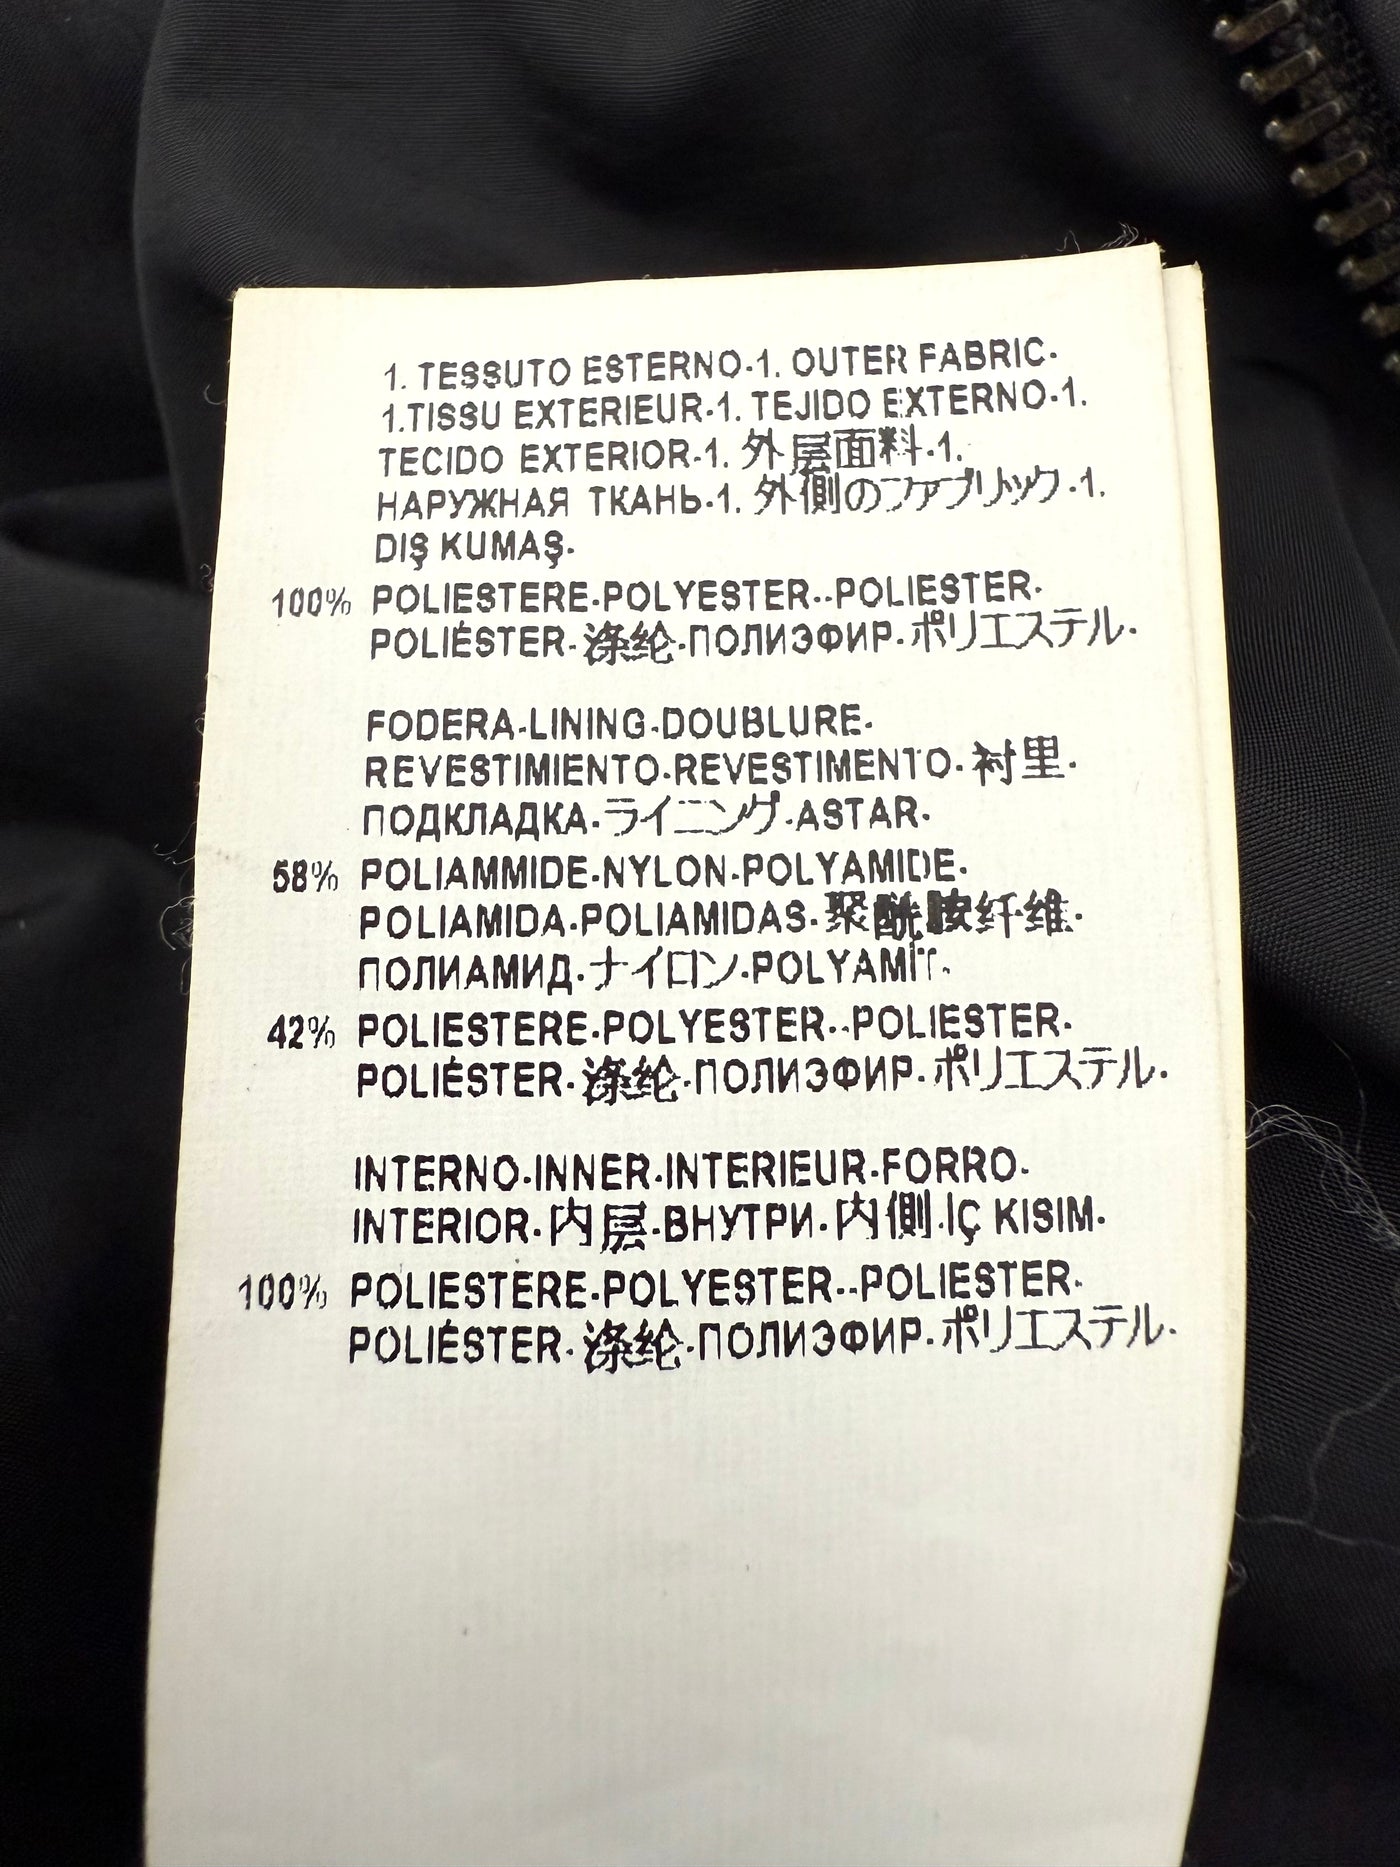 1. TESSUTO ESTERNO-1. OUTER FABRIC-
1.TISSU EXTERIEUR-1. TEJIDO EXTERNO-1.
TECIDO EXTERIOR-1. 外层面料-1.
НАРУЖНАЯ ТКАНЬ-1. 外側のファブリック-1.
DIŞ KUMAŞ-
100% POLIESTERE-POLYESTER--POLIESTER-
POLIÉSTER-涤纶-ПОЛИЭФИР-ポリエステル-
FODERA-LINING-DOUBLURE-
REVESTIMIENTO-REVESTIMENTO-衬里-
ПОДКЛАДКА-ライニング-ASTAR-
58% POLIAMMIDE-NYLON-POLYAMIDE-
POLIAMIDA-POLIAMIDAS-聚酰胺纤维-
ПОЛИАМИД-ナイロン-POLYAMİT-
42% POLIESTERE-POLYESTER--POLIESTER-
POLIÉSTER-涤纶-ПОЛИЭФИР-ポリエステル-
INTERNO-INNER-INTERIEUR-FORRO-
INTERIOR-内层-ВНУТРИ-内側-İÇ KISIM-
100% POLIESTERE-POLYESTER--POLIESTER-
POLIÉSTER-涤纶-ПОЛИЭФИР-ポリエステル-